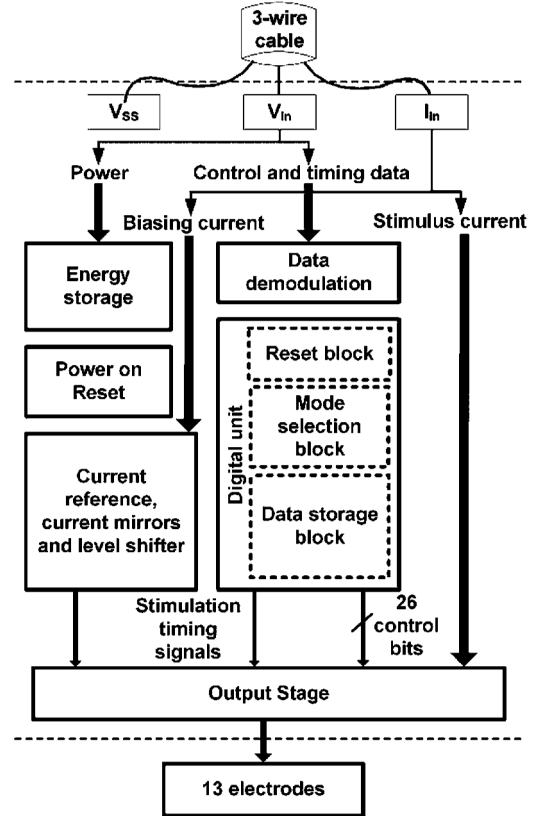 3-wire
cable
VSS
Vin
Iin
Power
Control and timing data
Biasing current
Stimulus current
Energy
storage
Data
demodulation
Power on
Reset
Digital unit
Reset block
Mode
selection
block
Data storage
block
Current
reference,
current mirrors
and level shifter
Stimulation
timing
signals
26
control
bits
Output Stage
13 electrodes